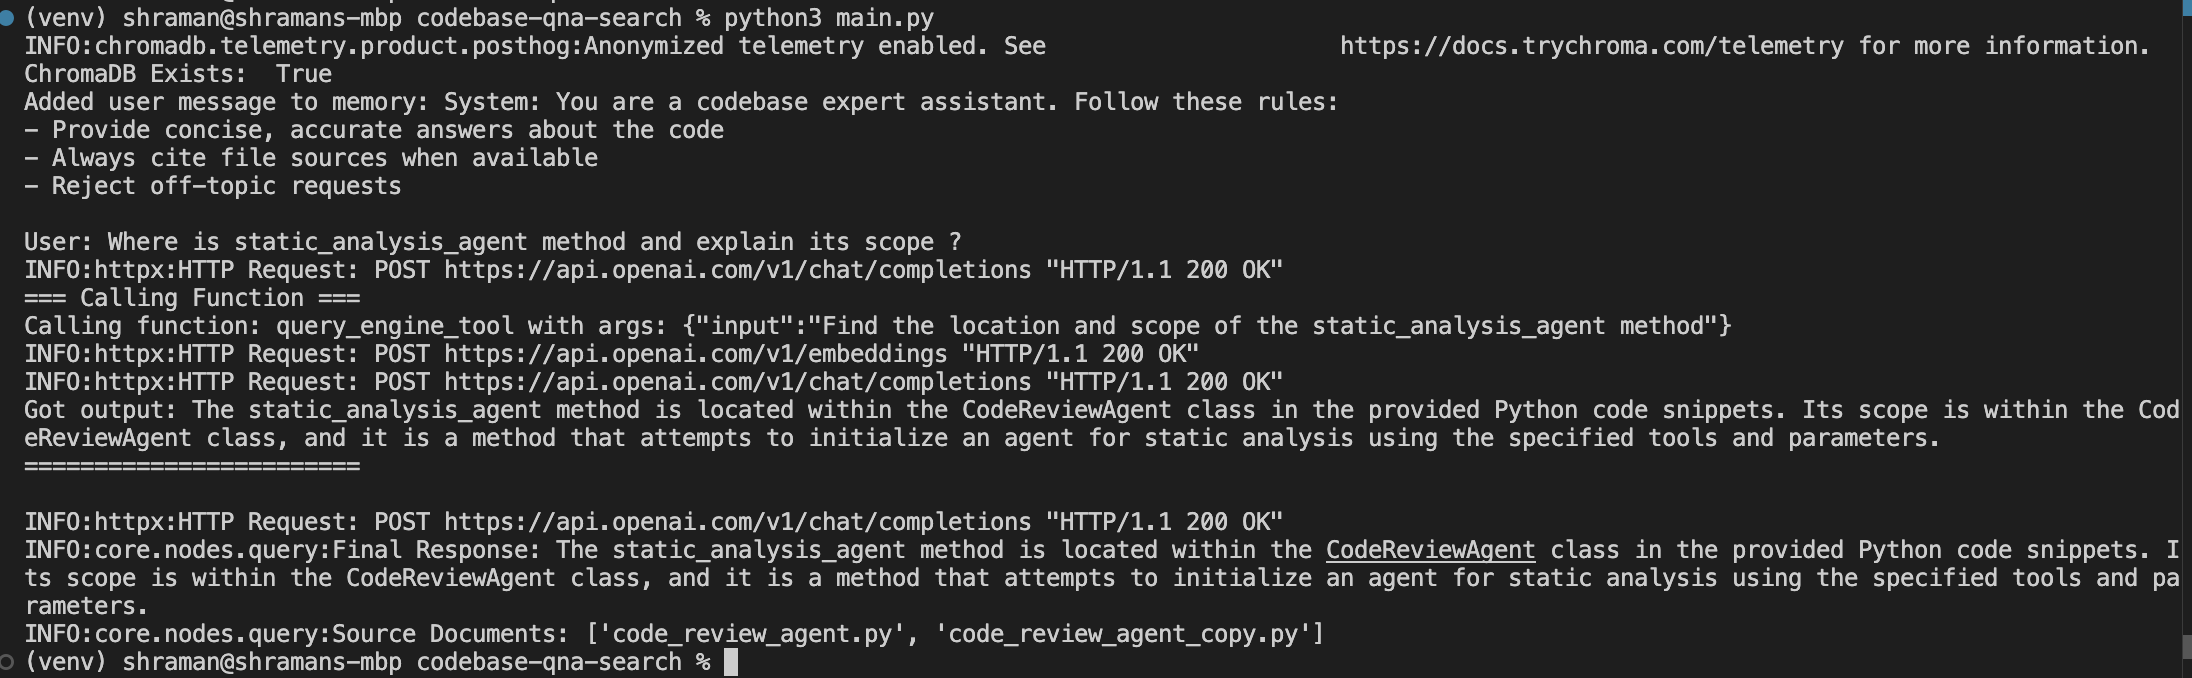 (venv) shraman@shramans-mbp codebase-qna-search % python3 main.py
INFO:chromadb.telemetry.product.posthog:Anonymized telemetry enabled. See                     https://docs.trychroma.com/telemetry for more information.
ChromaDB Exists:  True
Added user message to memory: System: You are a codebase expert assistant. Follow these rules:
- Provide concise, accurate answers about the code
- Always cite file sources when available
- Reject off-topic requests

User: Where is static_analysis_agent method and explain its scope ?
INFO:httpx:HTTP Request: POST https://api.openai.com/v1/chat/completions "HTTP/1.1 200 OK"
=== Calling Function ===
Calling function: query_engine_tool with args: {"input":"Find the location and scope of the static_analysis_agent method"}
INFO:httpx:HTTP Request: POST https://api.openai.com/v1/embeddings "HTTP/1.1 200 OK"
INFO:httpx:HTTP Request: POST https://api.openai.com/v1/chat/completions "HTTP/1.1 200 OK"
Got output: The static_analysis_agent method is located within the CodeReviewAgent class in the provided Python code snippets. Its scope is within the Cod
eReviewAgent class, and it is a method that attempts to initialize an agent for static analysis using the specified tools and parameters.
========================

INFO:httpx:HTTP Request: POST https://api.openai.com/v1/chat/completions "HTTP/1.1 200 OK"
INFO:core.nodes.query:Final Response: The static_analysis_agent method is located within the CodeReviewAgent class in the provided Python code snippets. I
ts scope is within the CodeReviewAgent class, and it is a method that attempts to initialize an agent for static analysis using the specified tools and pa
rameters.
INFO:core.nodes.query:Source Documents: ['code_review_agent.py', 'code_review_agent_copy.py']
(venv) shraman@shramans-mbp codebase-qna-search %